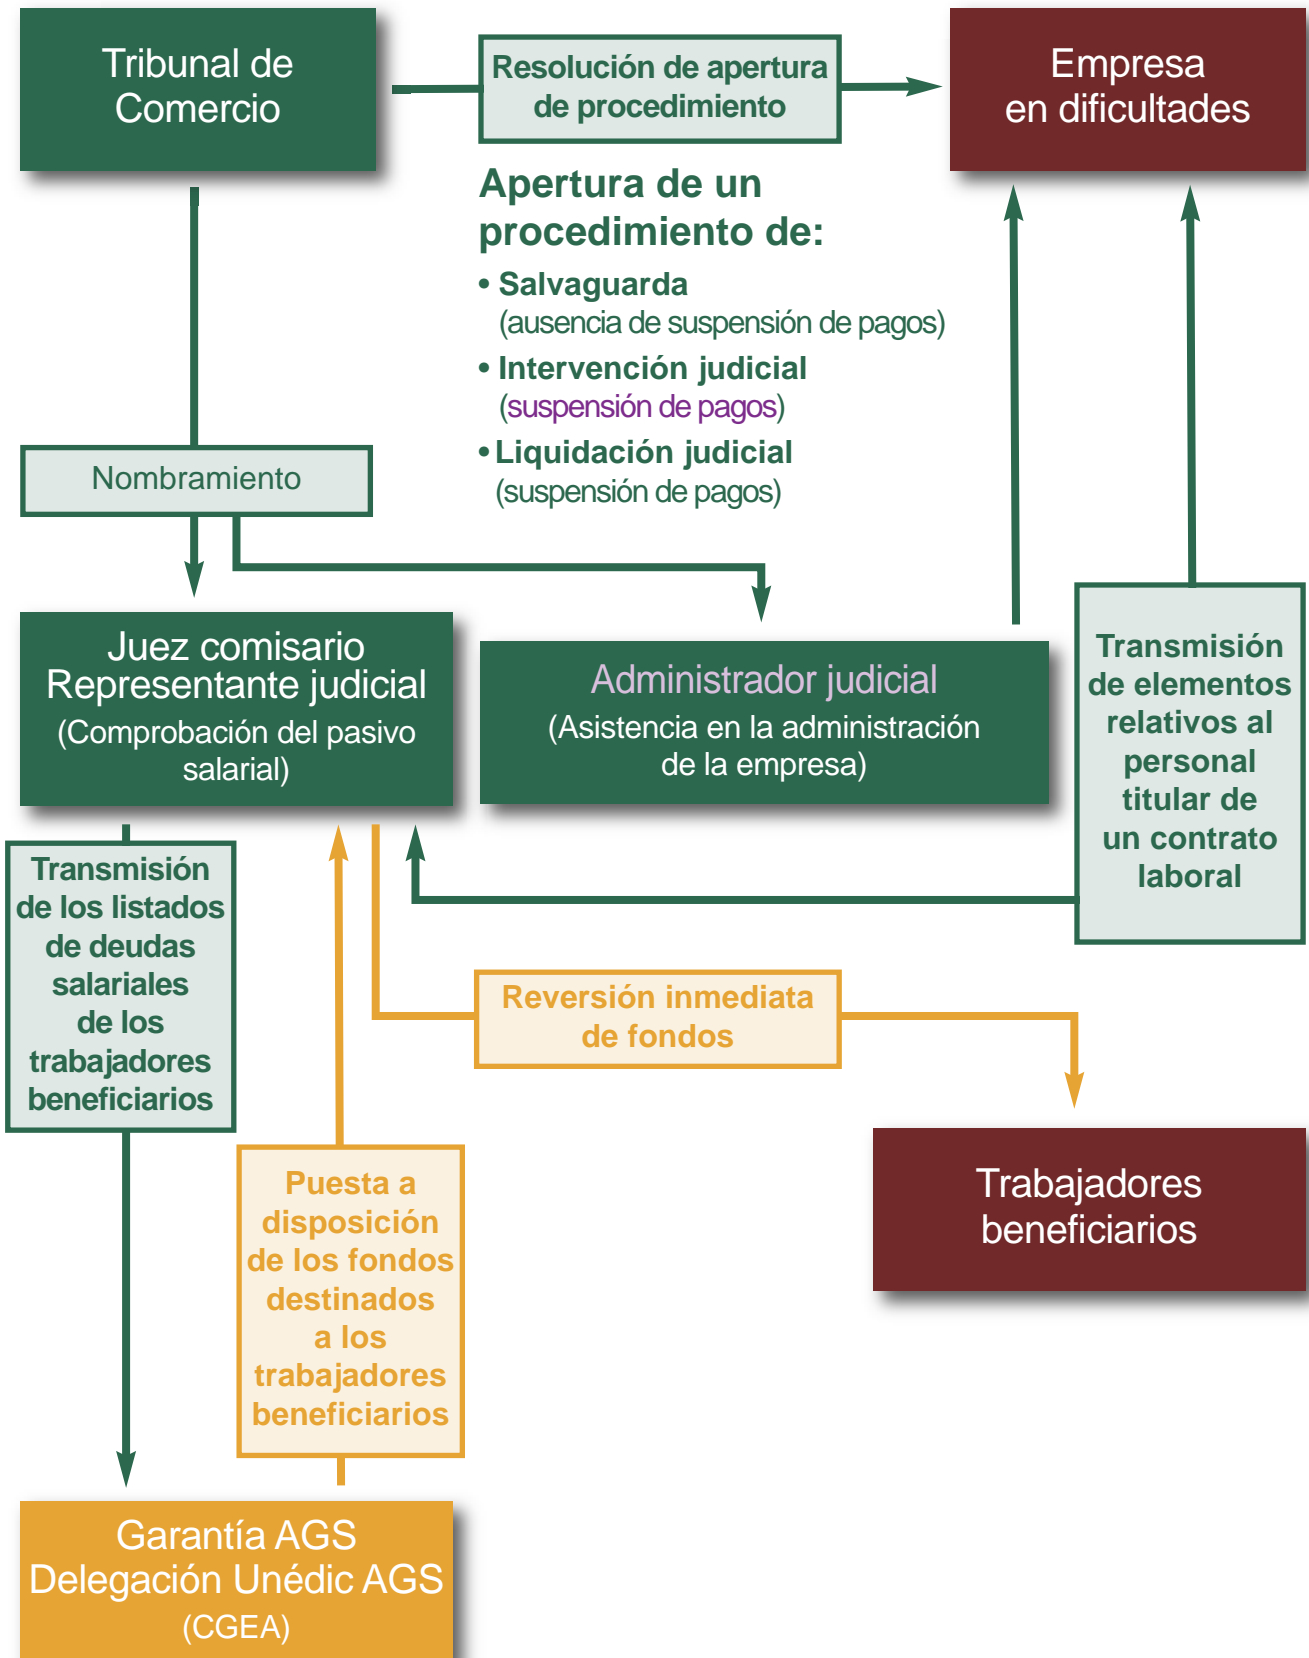 Tribunal de
Comercio
Resolución de apertura
de procedimiento
Empresa
en dificultades
Apertura de un
procedimiento de:
• Salvaguarda
(ausencia de suspensión de pagos)
• Intervención judicial
(suspensión de pagos)
• Liquidación judicial
(suspensión de pagos)
Nombramiento
Juez comisario
Representante judicial
(Comprobación del pasivo
salarial)
Administrador judicial
(Asistencia en la administración
de la empresa)
Transmisión
de elementos
relativos al
personal
titular de
un contrato
laboral
Transmisión
de los listados
de deudas
salariales
de los
trabajadores
beneficiarios
Reversión inmediata
de fondos
Puesta a
disposición
de los fondos
destinados
a los
trabajadores
beneficiarios
Trabajadores
beneficiarios
Garantía AGS
Delegación Unédic AGS
(CGEA)